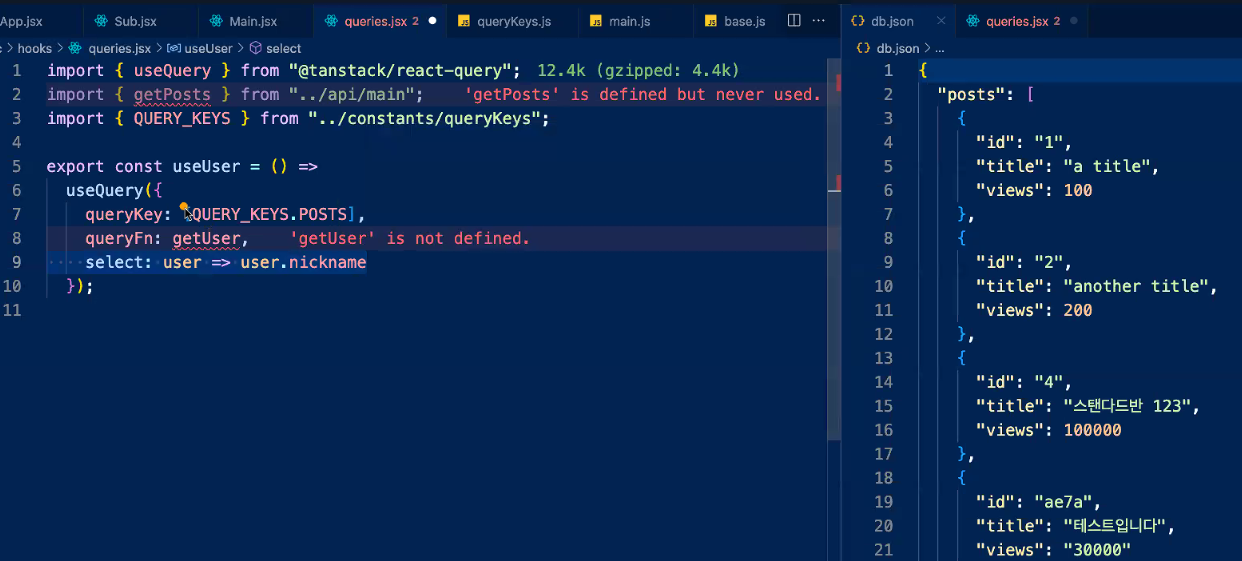 App.jsx Sub.jsx Main.jsx queries.jsx 2 queryKeys.js main.js base.js ···
hooks > queries.jsx > useUser > select
1 import { useQuery } from "@tanstack/react-query"; 12.4k (gzipped: 4.4k)
2 import { getPosts } from "../api/main"; 'getPosts' is defined but never used.
3 import { QUERY_KEYS } from "../constants/queryKeys";
4
5 export const useUser = () =>
6 useQuery({
7 queryKey: [QUERY_KEYS.POSTS],
8 queryFn: getUser, 'getUser' is not defined.
9 select: user => user.nickname
10 });
11
db.json queries.jsx 2
db.json > ...
1 {
2 "posts": [
3 {
4 "id": "1",
5 "title": "a title",
6 "views": 100
7 },
8 {
9 "id": "2",
10 "title": "another title",
11 "views": 200
12 },
13 {
14 "id": "4",
15 "title": "스탠다드반 123",
16 "views": 100000
17 },
18 {
19 "id": "ae7a",
20 "title": "테스트입니다",
21 "views": "30000"